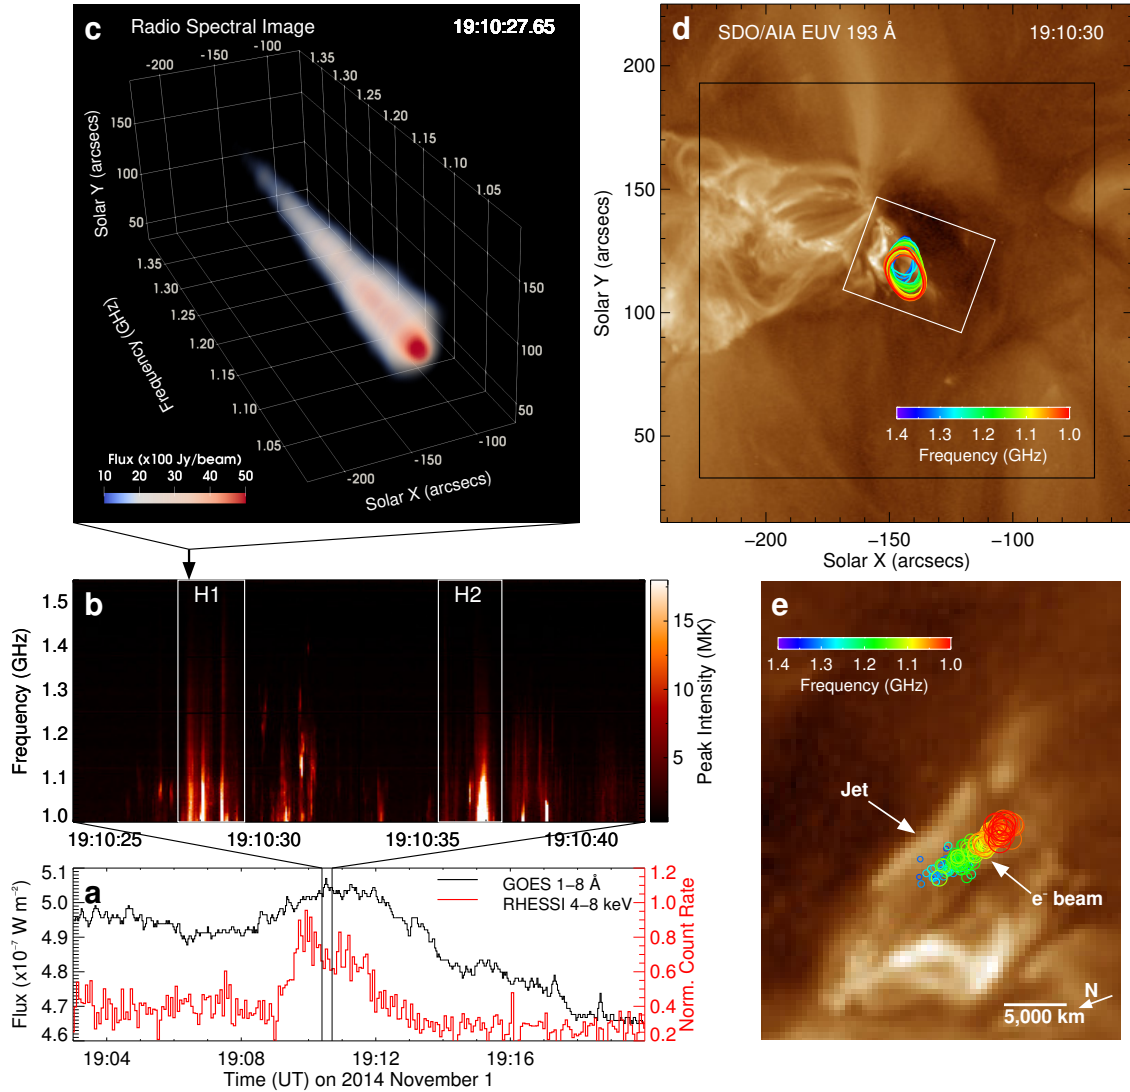 c Radio Spectral Image 19:10:27.65
-200 -150 -100 1.35 1.30 1.25 1.20 1.15 1.10 1.05
Solar Y (arcsecs)
150
100
50
1.35
1.30
1.25
1.20
1.15
1.10
1.05
Frequency (GHz)
150
100
50
-200 -150 -100
Solar X (arcsecs)
Flux (x100 Jy/beam)
10 20 30 40 50
d SDO/AIA EUV 193 Å 19:10:30
200
150
100
50
Solar Y (arcsecs)
1.4 1.3 1.2 1.1 1.0
Frequency (GHz)
−200 −150 −100
Solar X (arcsecs)
b H1 H2
1.5
1.4
1.3
1.2
1.1
1.0
Frequency (GHz)
15
10
5
Peak Intensity (MK)
19:10:25 19:10:30 19:10:35 19:10:40
a
GOES 1−8 Å
RHESSI 4−8 keV
5.1
5.0
4.9
4.8
4.7
4.6
Flux (x10⁻⁷ W m⁻²)
1.2
1.0
0.8
0.6
0.4
0.2
Norm. Count Rate
19:04 19:08 19:12 19:16
Time (UT) on 2014 November 1
e
1.4 1.3 1.2 1.1 1.0
Frequency (GHz)
Jet
e⁻ beam
N
5,000 km